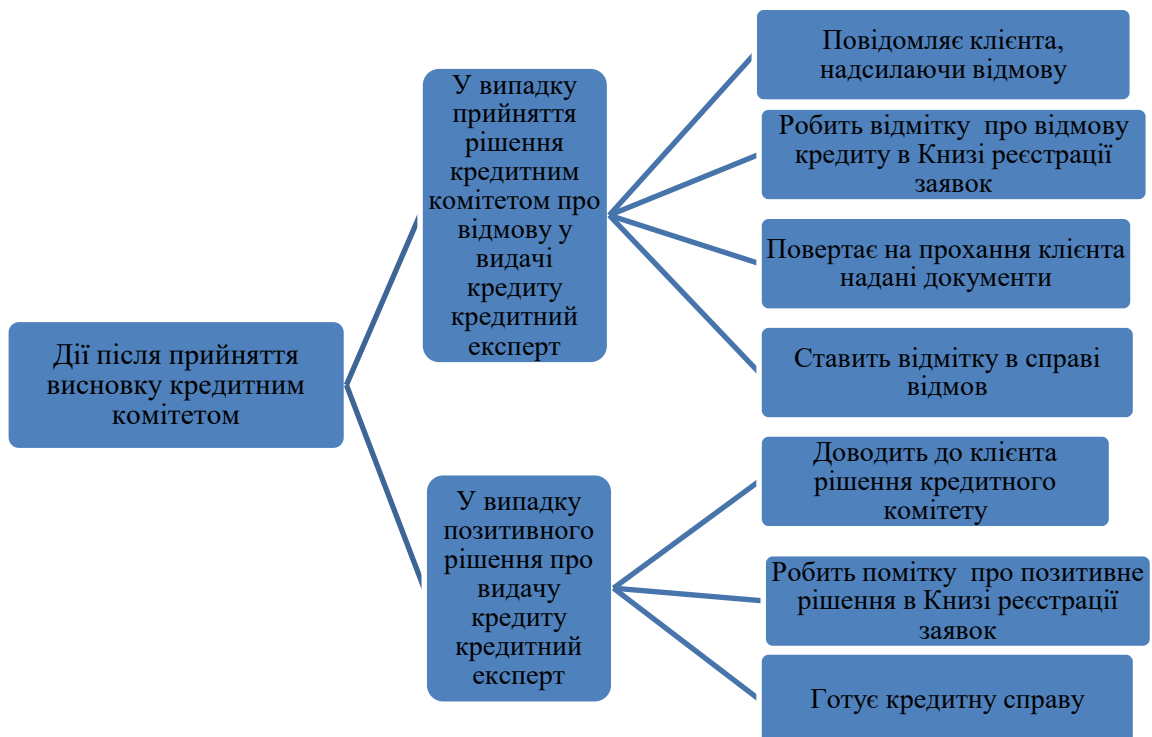 Дії після прийняття
висновку кредитним
комітетом
У випадку
прийняття
рішення
кредитним
комітетом про
відмову у
видачі
кредиту
кредитний
експерт
Повідомляє клієнта,
надсилаючи відмову
Робить відмітку про відмову
кредиту в Книзі реєстрації
заявок
Повертає на прохання клієнта
надані документи
Ставить відмітку в справі
відмов
У випадку
позитивного
рішення про
видачу
кредиту
кредитний
експерт
Доводить до клієнта
рішення кредитного
комітету
Робить помітку про позитивне
рішення в Книзі реєстрації
заявок
Готує кредитну справу